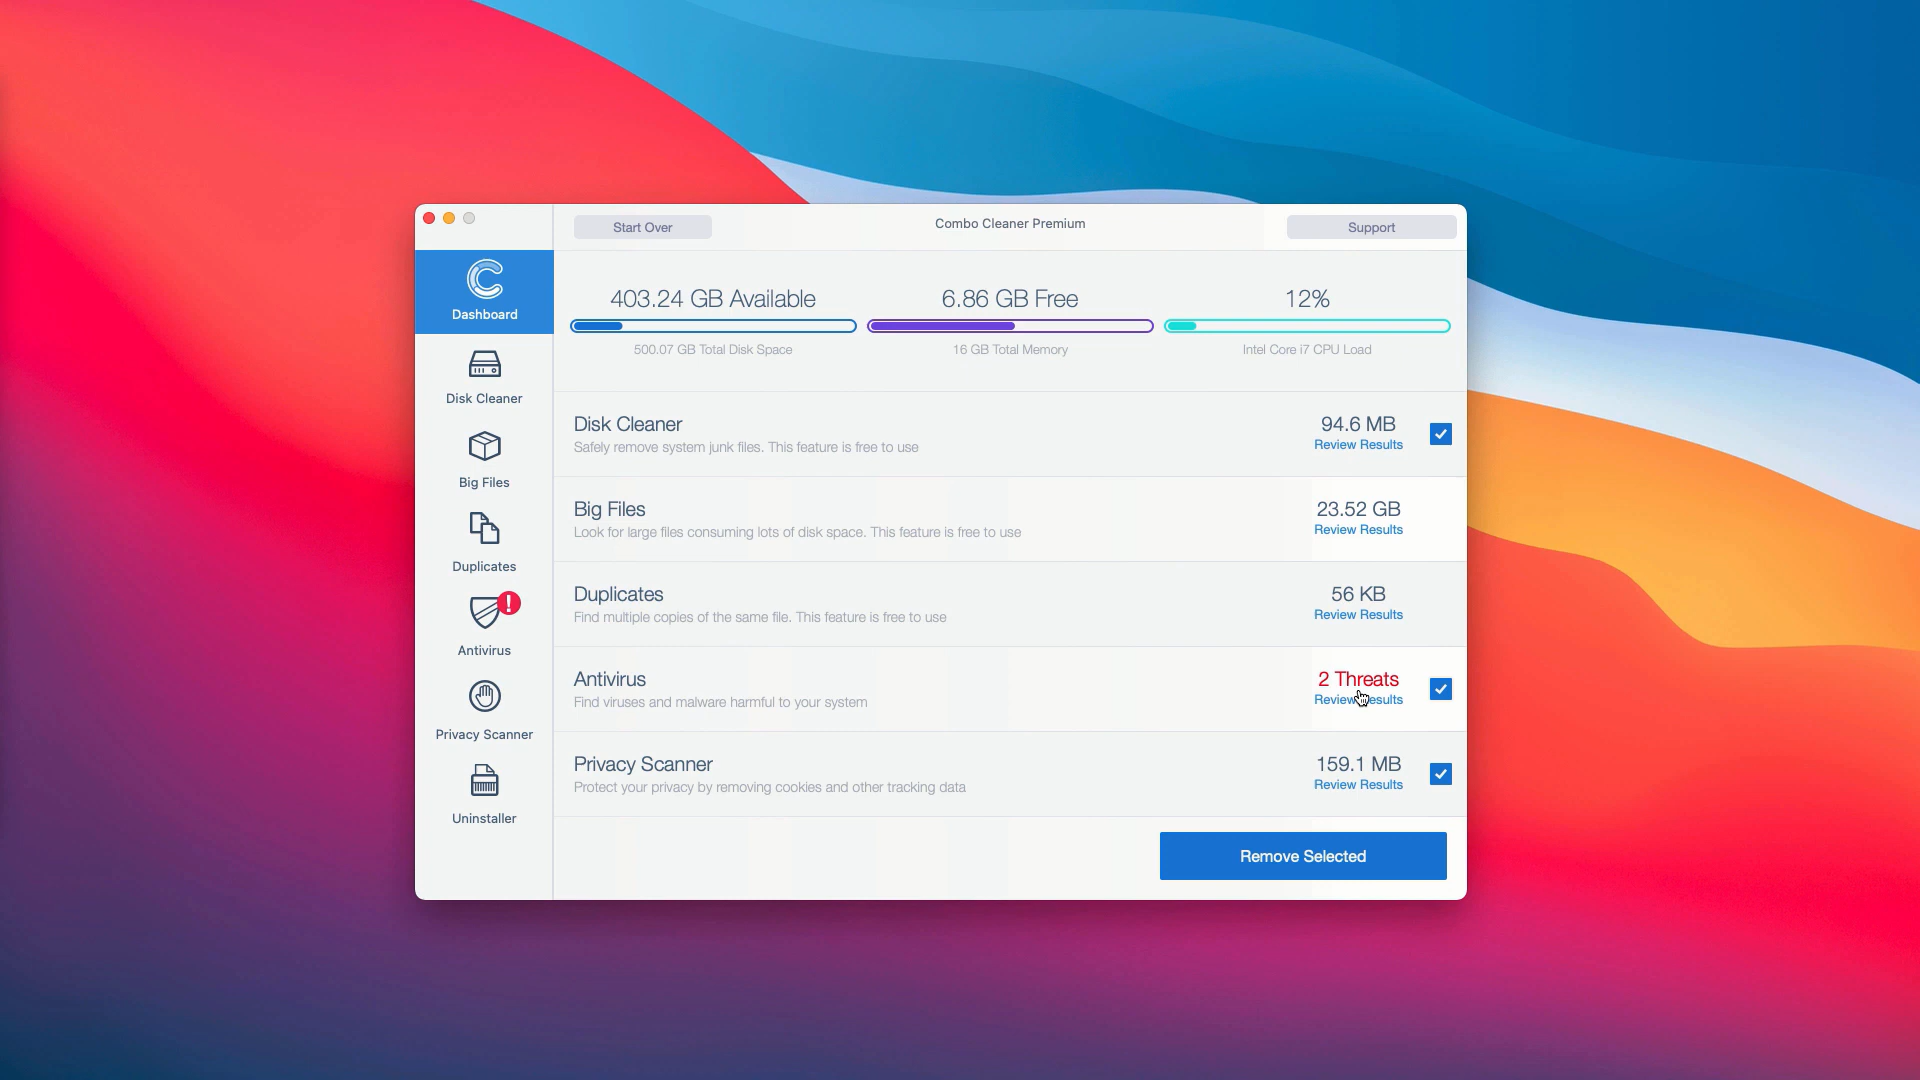 Start Over
Combo Cleaner Premium
Support
Dashboard
Disk Cleaner
Big Files
Duplicates
Antivirus
Privacy Scanner
Uninstaller
403.24 GB Available
500.07 GB Total Disk Space
6.86 GB Free
16 GB Total Memory
12%
Intel Core i7 CPU Load
Disk Cleaner
Safely remove system junk files. This feature is free to use
94.6 MB
Review Results
Big Files
Look for large files consuming lots of disk space. This feature is free to use
23.52 GB
Review Results
Duplicates
Find multiple copies of the same file. This feature is free to use
56 KB
Review Results
Antivirus
Find viruses and malware harmful to your system
2 Threats
Review Results
Privacy Scanner
Protect your privacy by removing cookies and other tracking data
159.1 MB
Review Results
Remove Selected